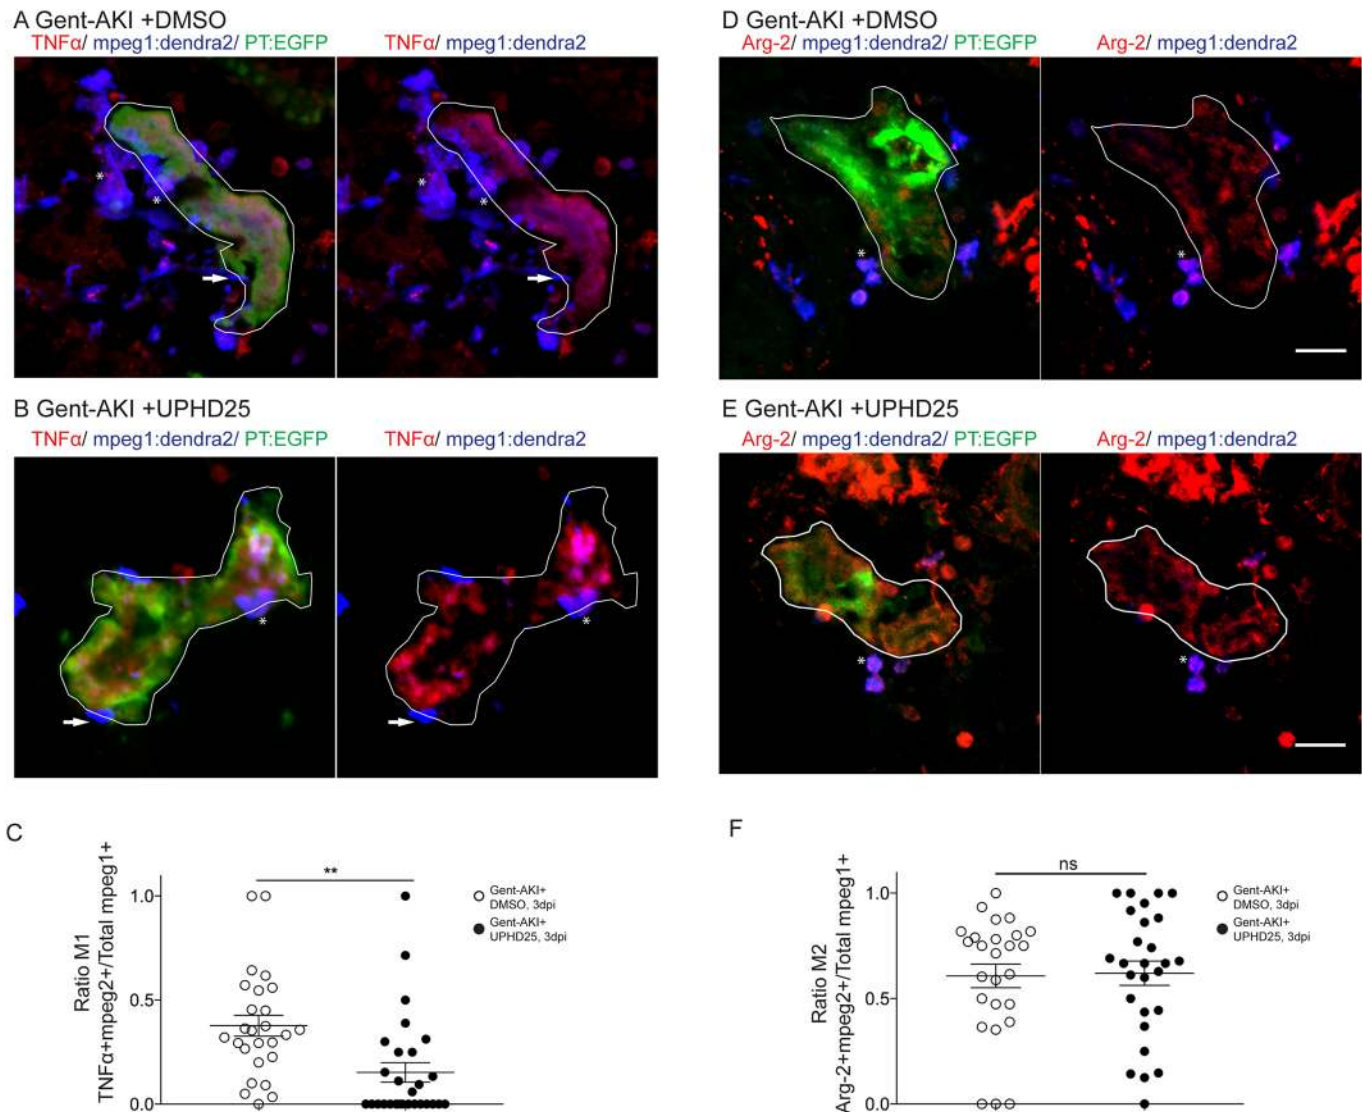 A Gent-AKI +DMSO
TNFα/ mpeg1:dendra2/ PT:EGFP
TNFα/ mpeg1:dendra2
*
*
*
*
B Gent-AKI +UPHD25
TNFα/ mpeg1:dendra2/ PT:EGFP
TNFα/ mpeg1:dendra2
*
*
C
Ratio M1
TNFα+mpeg2+/Total mpeg1+
1.0
0.5
0.0
**
Gent-AKI+
DMSO, 3dpi
Gent-AKI+
UPHD25, 3dpi
D Gent-AKI +DMSO
Arg-2/ mpeg1:dendra2/ PT:EGFP
Arg-2/ mpeg1:dendra2
*
*
E Gent-AKI +UPHD25
Arg-2/ mpeg1:dendra2/ PT:EGFP
Arg-2/ mpeg1:dendra2
*
*
F
Ratio M2
Arg-2+mpeg2+/Total mpeg1+
1.0
0.5
0.0
ns
Gent-AKI+
DMSO, 3dpi
Gent-AKI+
UPHD25, 3dpi